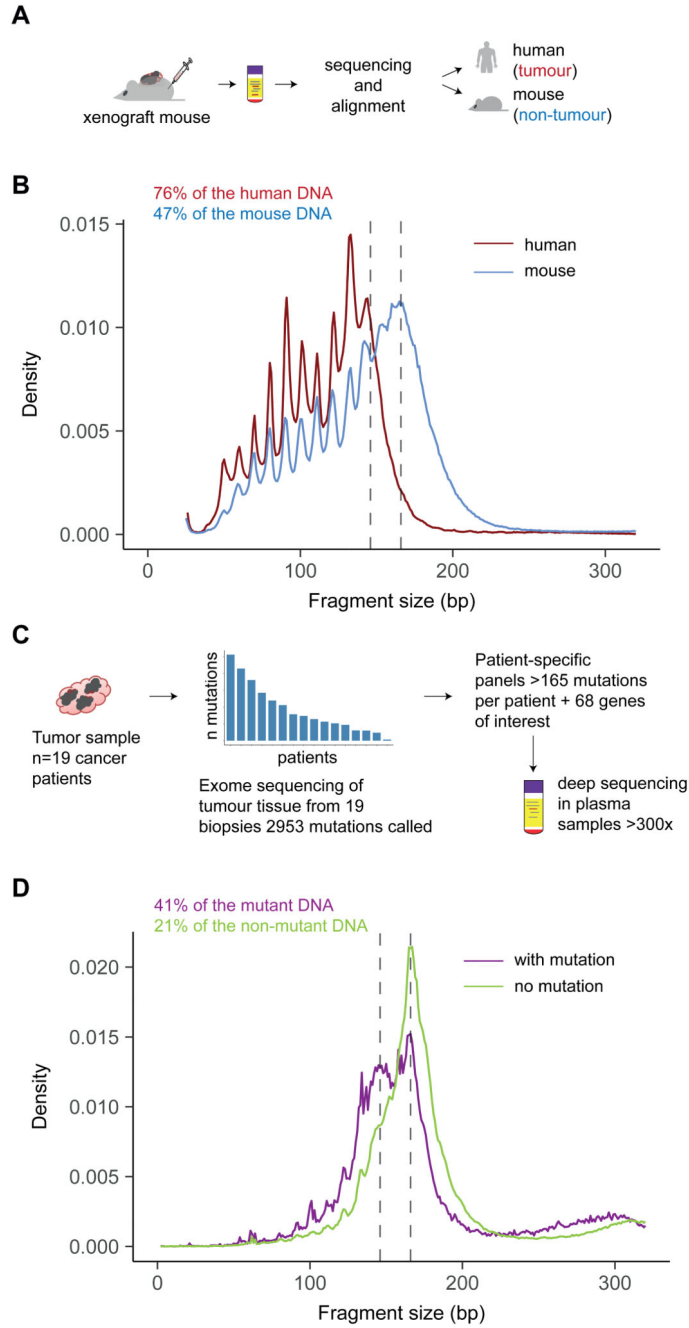 A
xenograft mouse
sequencing
and
alignment
human
(tumour)
mouse
(non-tumour)
B
76% of the human DNA
47% of the mouse DNA
0.015
0.010
0.005
0.000
Density
human
mouse
0
100
200
300
Fragment size (bp)
C
Tumor sample
n=19 cancer
patients
n mutations
patients
Exome sequencing of
tumour tissue from 19
biopsies 2953 mutations called
Patient-specific
panels >165 mutations
per patient + 68 genes
of interest
deep sequencing
in plasma
samples >300x
D
41% of the mutant DNA
21% of the non-mutant DNA
0.020
0.015
0.010
0.005
0.000
Density
with mutation
no mutation
0
100
200
300
Fragment size (bp)